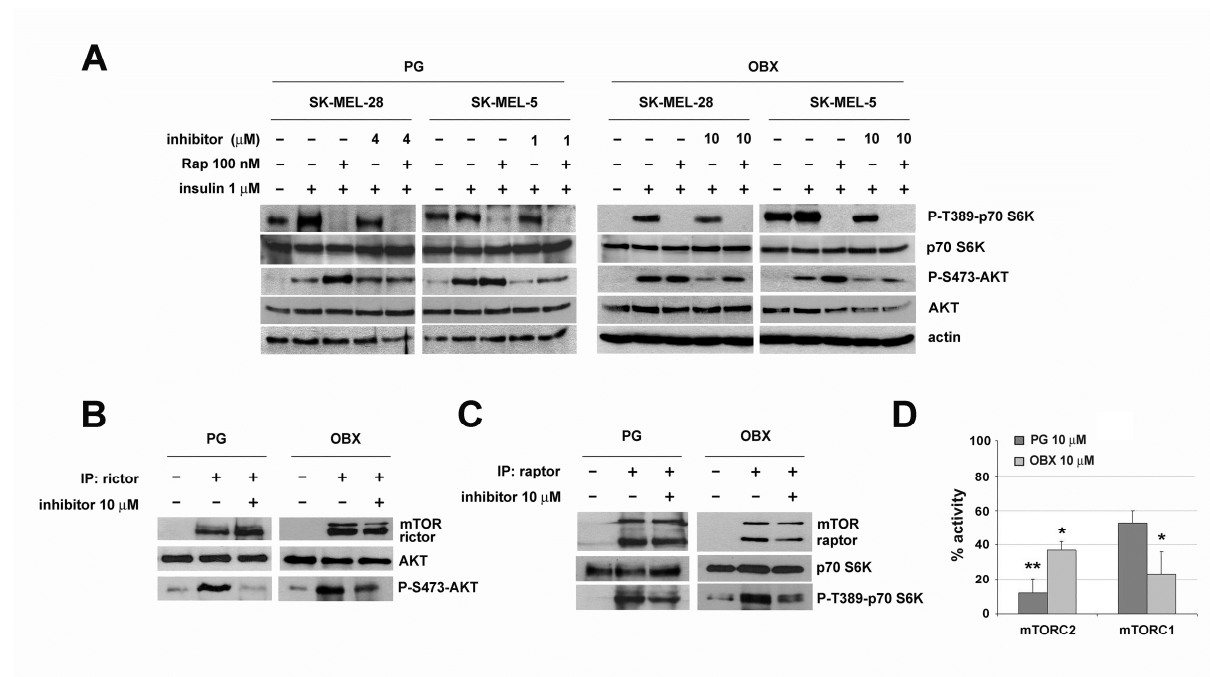 A
PG OBX
SK-MEL-28 SK-MEL-5 SK-MEL-28 SK-MEL-5
inhibitor (μM) – – – 4 4 – – – 1 1 – – – 10 10 – – – 10 10
Rap 100 nM – – + – + – – + – + – – + – + – – + – +
insulin 1 μM – + + + + – + + + + – + + + + – + + + +
P-T389-p70 S6K
p70 S6K
P-S473-AKT
AKT
actin
B
PG OBX
IP: rictor – + + – + +
inhibitor 10 μM – – + – – +
mTOR
rictor
AKT
P-S473-AKT
C
PG OBX
IP: raptor – + + – + +
inhibitor 10 μM – – + – – +
mTOR
raptor
p70 S6K
P-T389-p70 S6K
D
PG 10 μM
OBX 10 μM
% activity
100
80
60
40
20
0
** * *
mTORC2 mTORC1